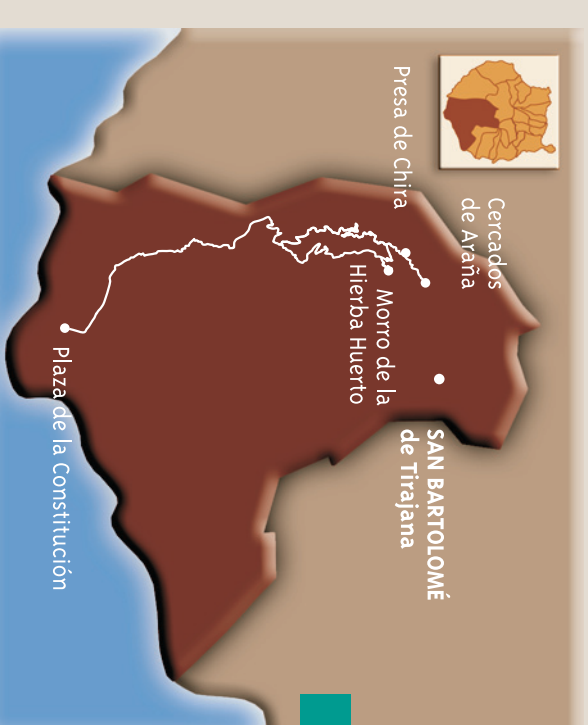 Cercados
de Araña
Presa de Chira
Morro de la
Hierba Huerto
SAN BARTOLOMÉ
de Tirajana
Plaza de la Constitución